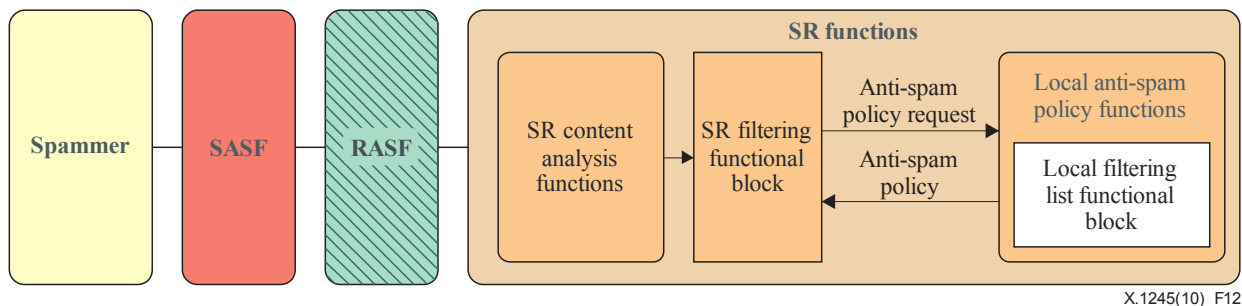 SR functions
Spammer
SASF
RASF
SR content
analysis
functions
SR filtering
functional
block
Anti-spam
policy request
Anti-spam
policy
Local anti-spam
policy functions
Local filtering
list functional
block
X.1245(10)_F12